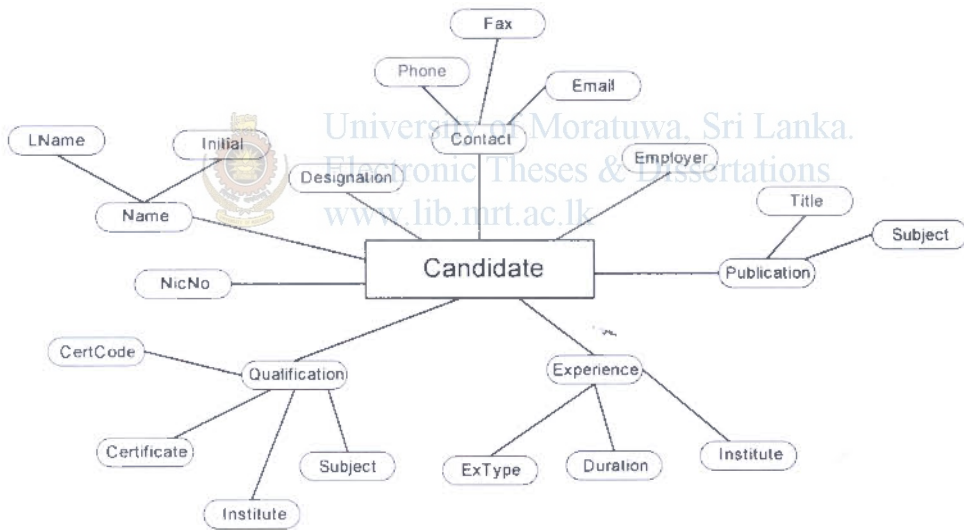 Fax
Phone
Email
University of Moratuwa, Sri Lanka.
LName
Initial
Contact
Employer
Electronic Theses & Dissertations
Designation
Title
www.lib.mrt.ac.lk
Name
Subject
Candidate
Publication
NicNo
CertCode
Qualification
Experience
Certificate
Subject
ExType
Duration
Institute
Institute